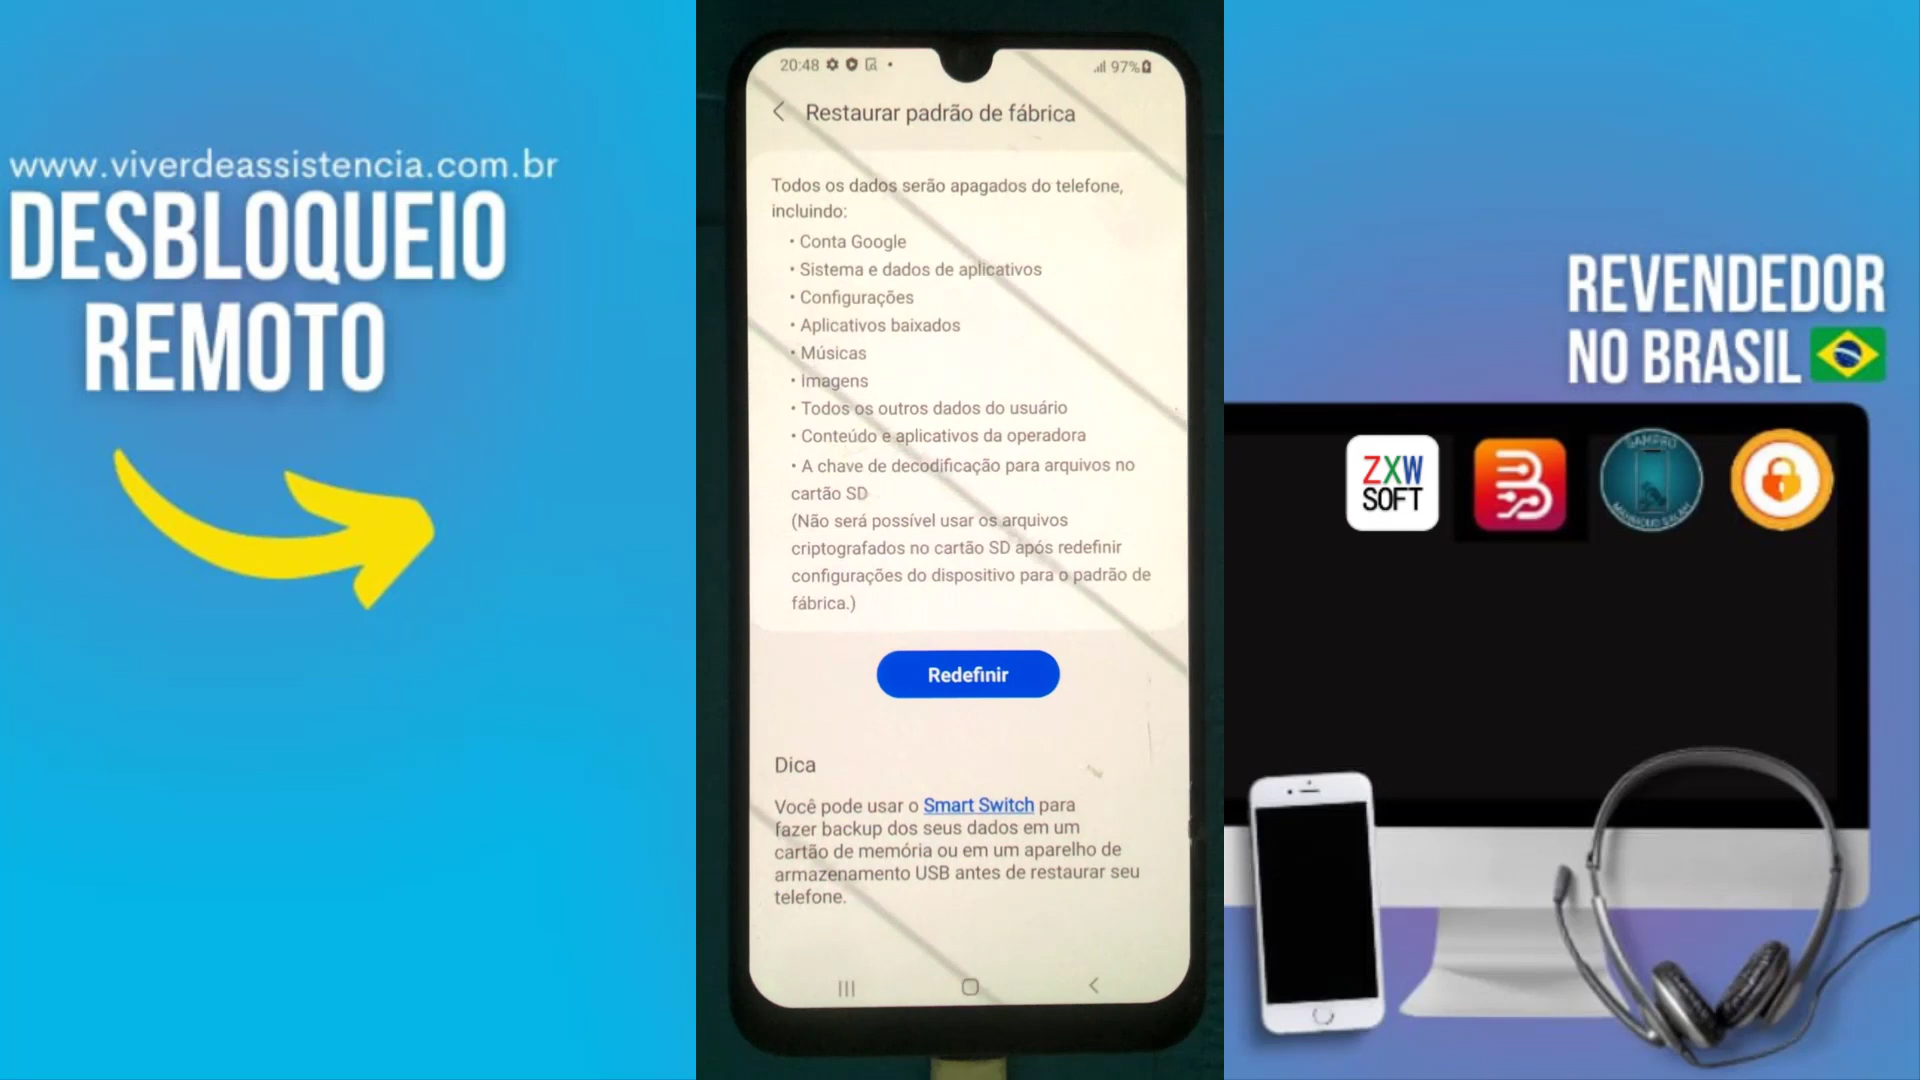 www.viverdeassistencia.com.br
DESBLOQUEIO
REMOTO
20:48
97%
Restaurar padrão de fábrica
Todos os dados serão apagados do telefone,
incluindo:
• Conta Google
• Sistema e dados de aplicativos
• Configurações
• Aplicativos baixados
• Músicas
• Imagens
• Todos os outros dados do usuário
• Conteúdo e aplicativos da operadora
• A chave de decodificação para arquivos no
cartão SD
(Não será possível usar os arquivos
criptografados no cartão SD após redefinir
configurações do dispositivo para o padrão de
fábrica.)
Redefinir
Dica
Você pode usar o Smart Switch para
fazer backup dos seus dados em um
cartão de memória ou em um aparelho de
armazenamento USB antes de restaurar seu
telefone.
REVENDEDOR
NO BRASIL
ZXW
SOFT